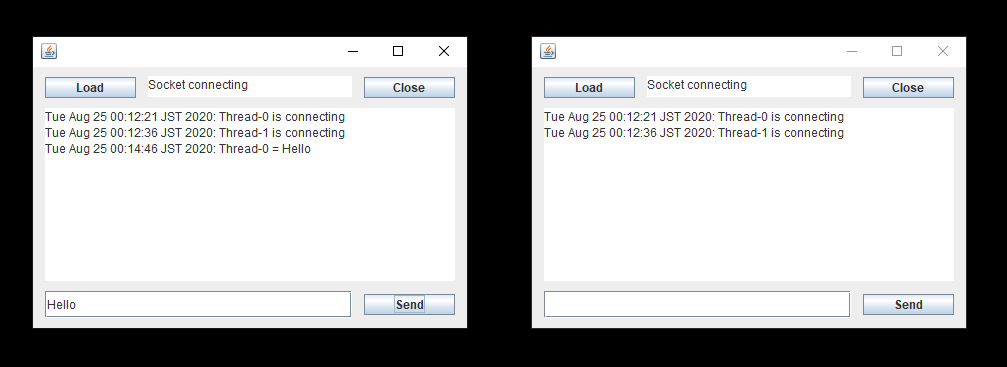 Load Socket connecting Close
Tue Aug 25 00:12:21 JST 2020: Thread-0 is connecting
Tue Aug 25 00:12:36 JST 2020: Thread-1 is connecting
Tue Aug 25 00:14:46 JST 2020: Thread-0 = Hello
Hello Send
Load Socket connecting Close
Tue Aug 25 00:12:21 JST 2020: Thread-0 is connecting
Tue Aug 25 00:12:36 JST 2020: Thread-1 is connecting
Send